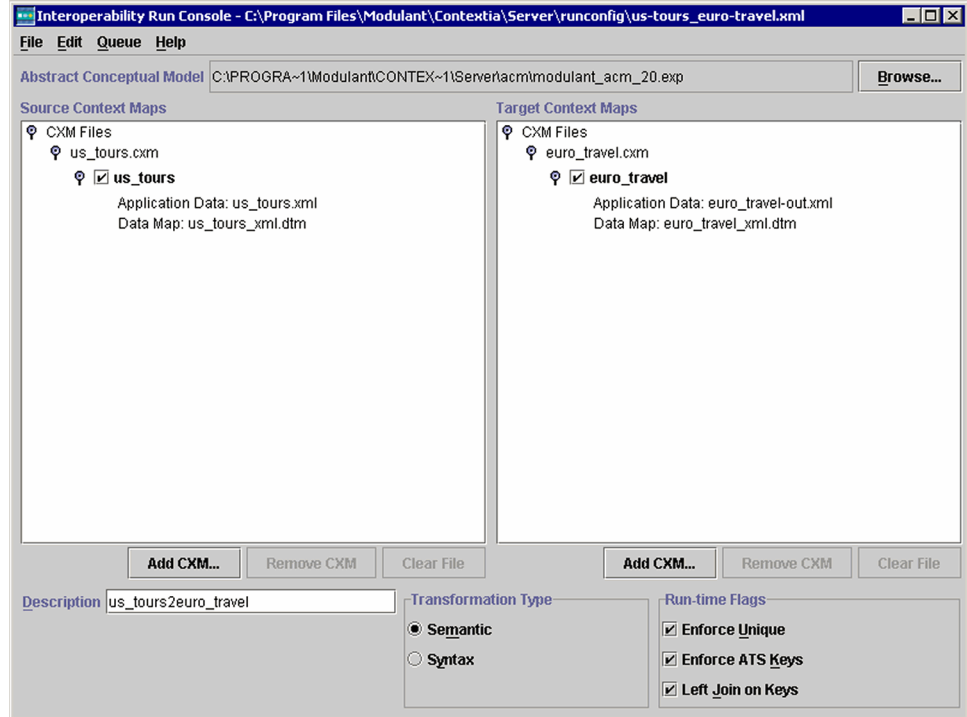 Interoperability Run Console - C:\Program Files\Modulant\Contextia\Server\runconfig\us-tours_euro-travel.xml
File Edit Queue Help
Abstract Conceptual Model C:\PROGRA~1\Modulant\CONTEX~1\Server\acm\modulant_acm_20.exp Browse...
Source Context Maps
CXM Files
us_tours.cxm
us_tours
Application Data: us_tours.xml
Data Map: us_tours_xml.dtm
Add CXM... Remove CXM Clear File
Target Context Maps
CXM Files
euro_travel.cxm
euro_travel
Application Data: euro_travel-out.xml
Data Map: euro_travel_xml.dtm
Add CXM... Remove CXM Clear File
Description us_tours2euro_travel
Transformation Type
Semantic
Syntax
Run-time Flags
Enforce Unique
Enforce ATS Keys
Left Join on Keys